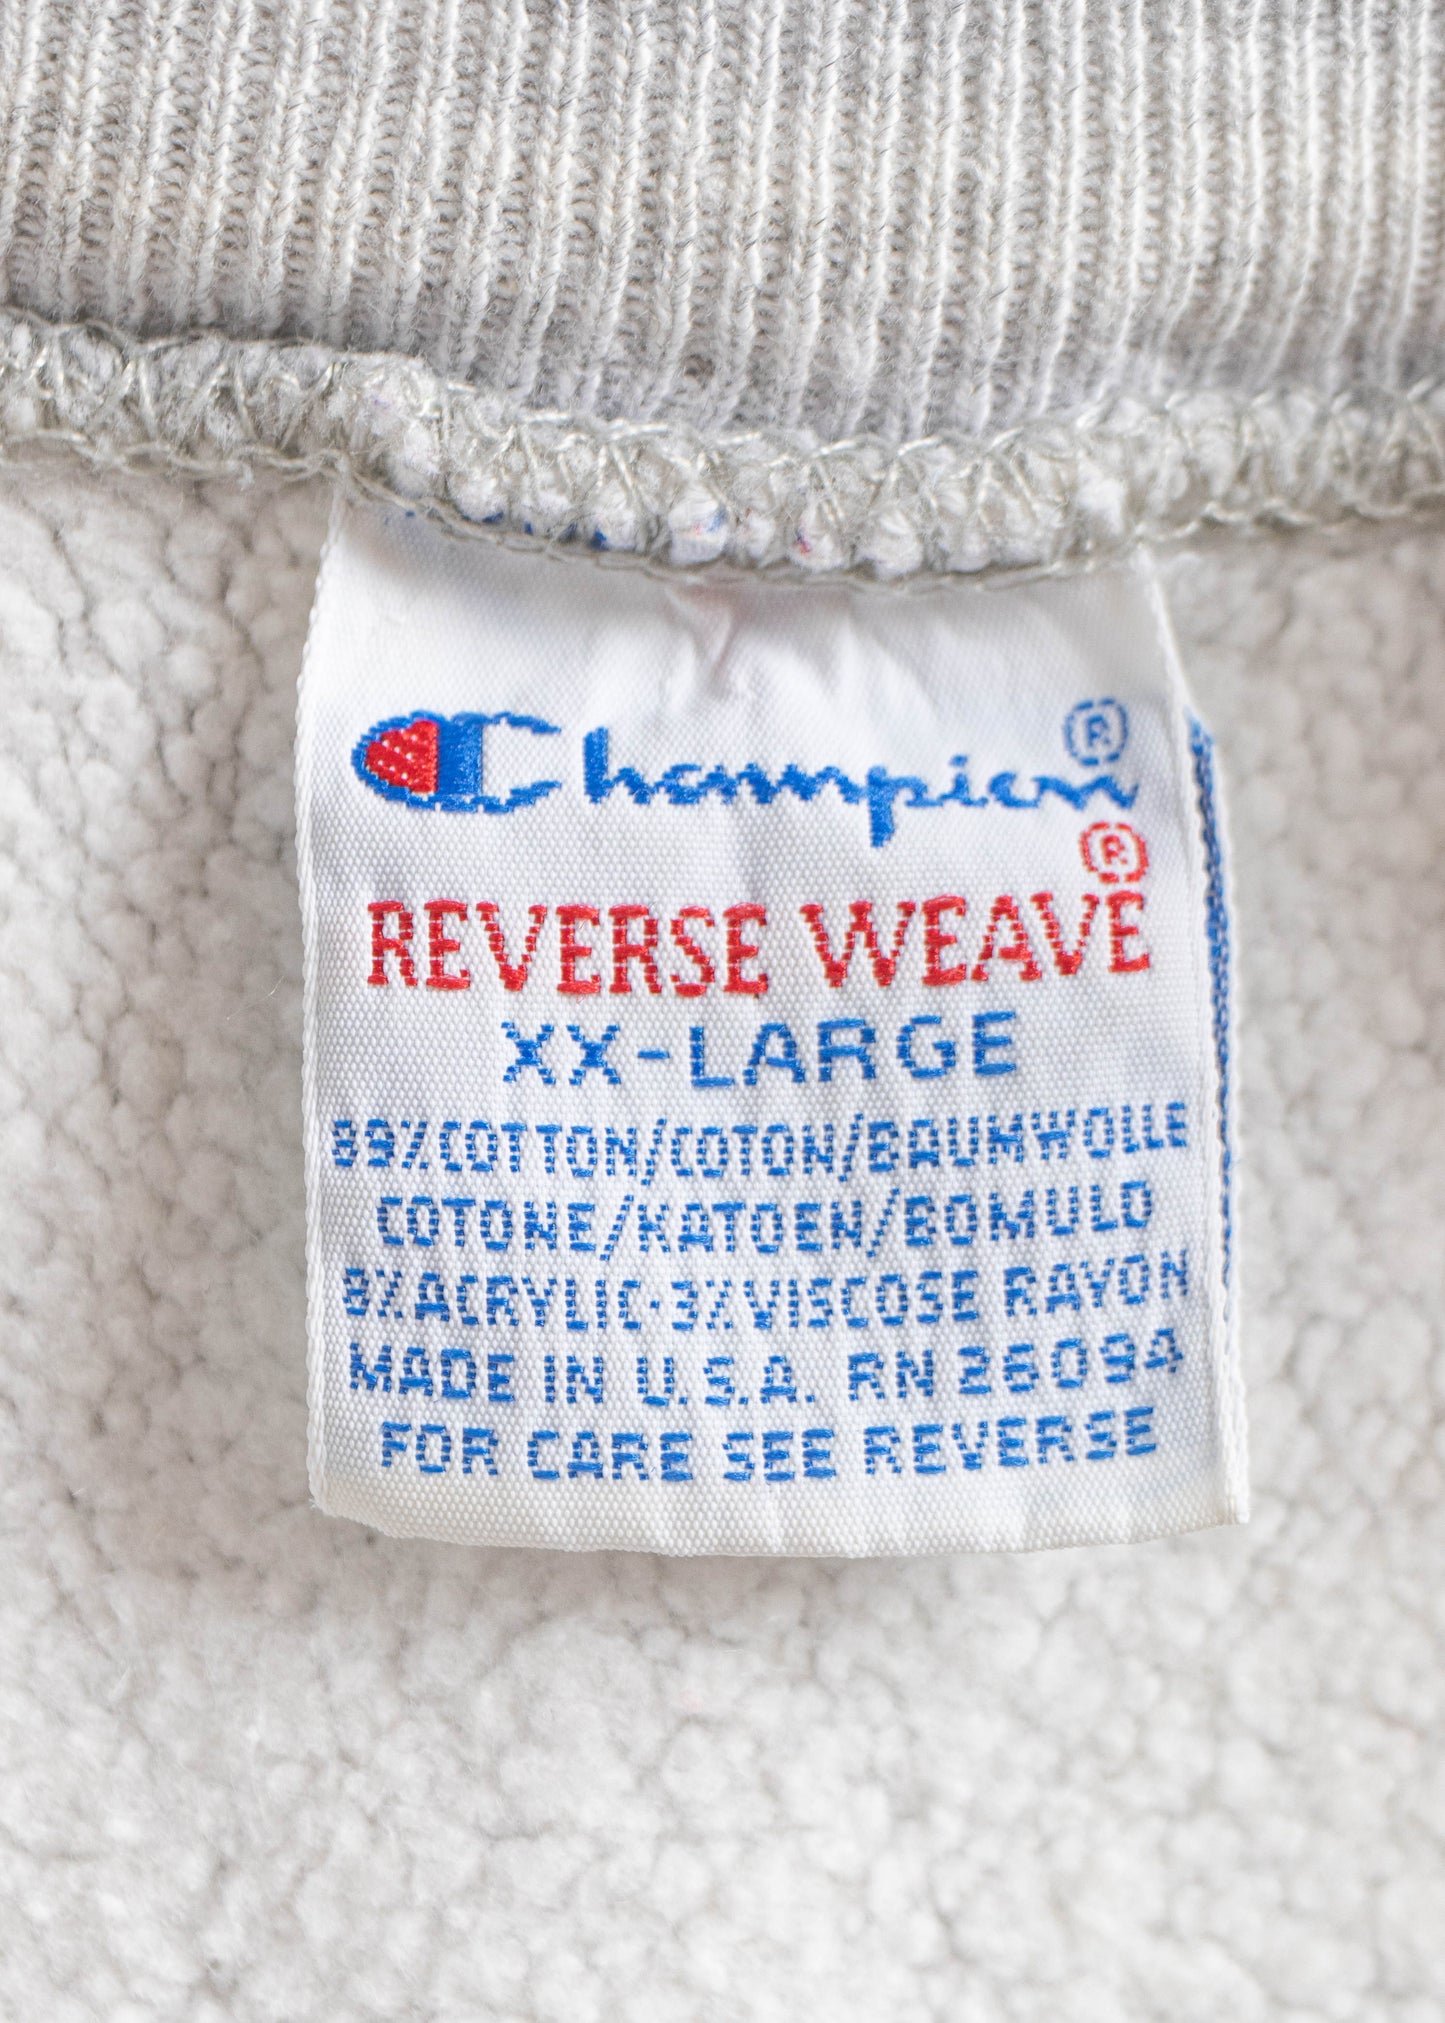 Champion®
®
REVERSE WEAVE
XX-LARGE
89%COTTON/COTON/BAUMWOLLE
COTONE/KATOEN/BOMULD
8%ACRYLIC-3%VISCOSE RAYON
MADE IN U.S.A. RN 26094
FOR CARE SEE REVERSE